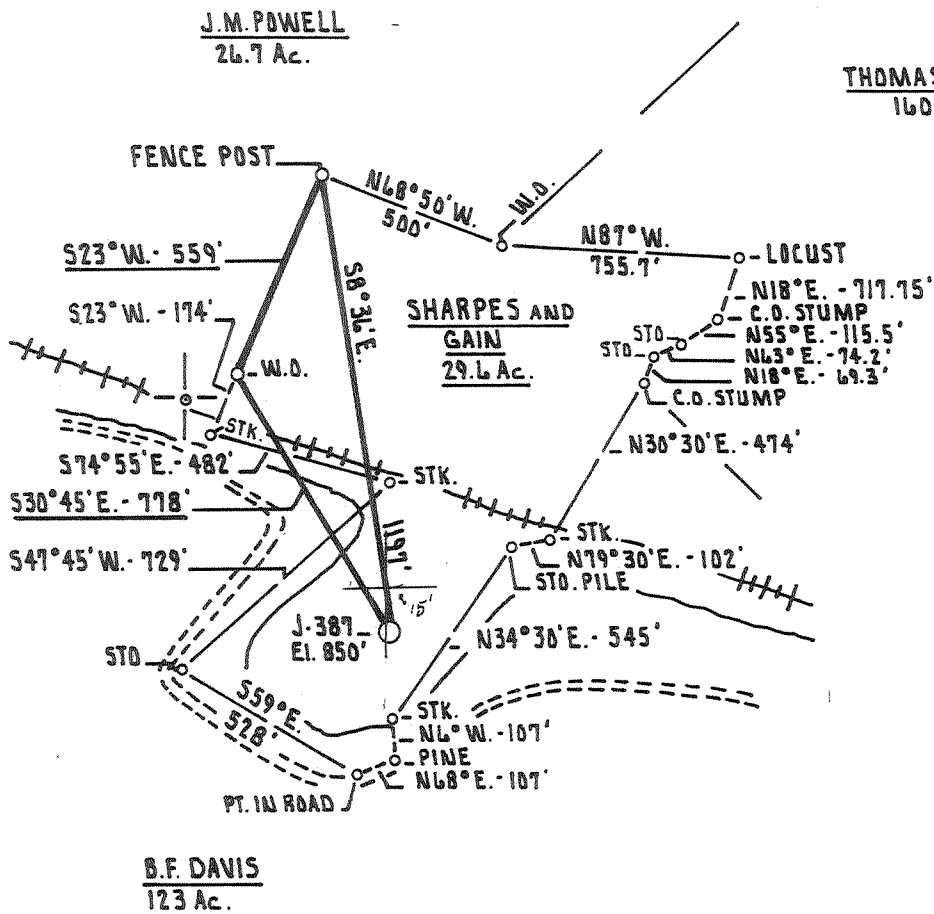 J.M. POWELL
26.7 Ac.
THOMAS
160
FENCE POST
N68°50'W.
500'
W.O.
N87°W.
755.7'
LOCUST
S23°W.- 559'
N18°E. -717.75'
C.O. STUMP
S23°W. -174'
S8°36'E.
SHARPES AND
GAIN
29.6 Ac.
STO.
N55°E. -115.5'
STO.
N63°E. -74.2'
N18°E. - 69.3'
W.O.
C.O. STUMP
STK.
N30°30'E. -474'
S74°55'E. -482'
STK.
S30°45'E. - 778'
1197'
STK.
S47°45'W. -729'
N79°30'E. -102'
STO. PILE
15'
J-387
El. 850'
N34°30'E. - 545'
STO
S59°E.
528'
STK.
N6°W. -107'
PINE
N68°E. -107'
PT. IN ROAD
B.F. DAVIS
123 Ac.